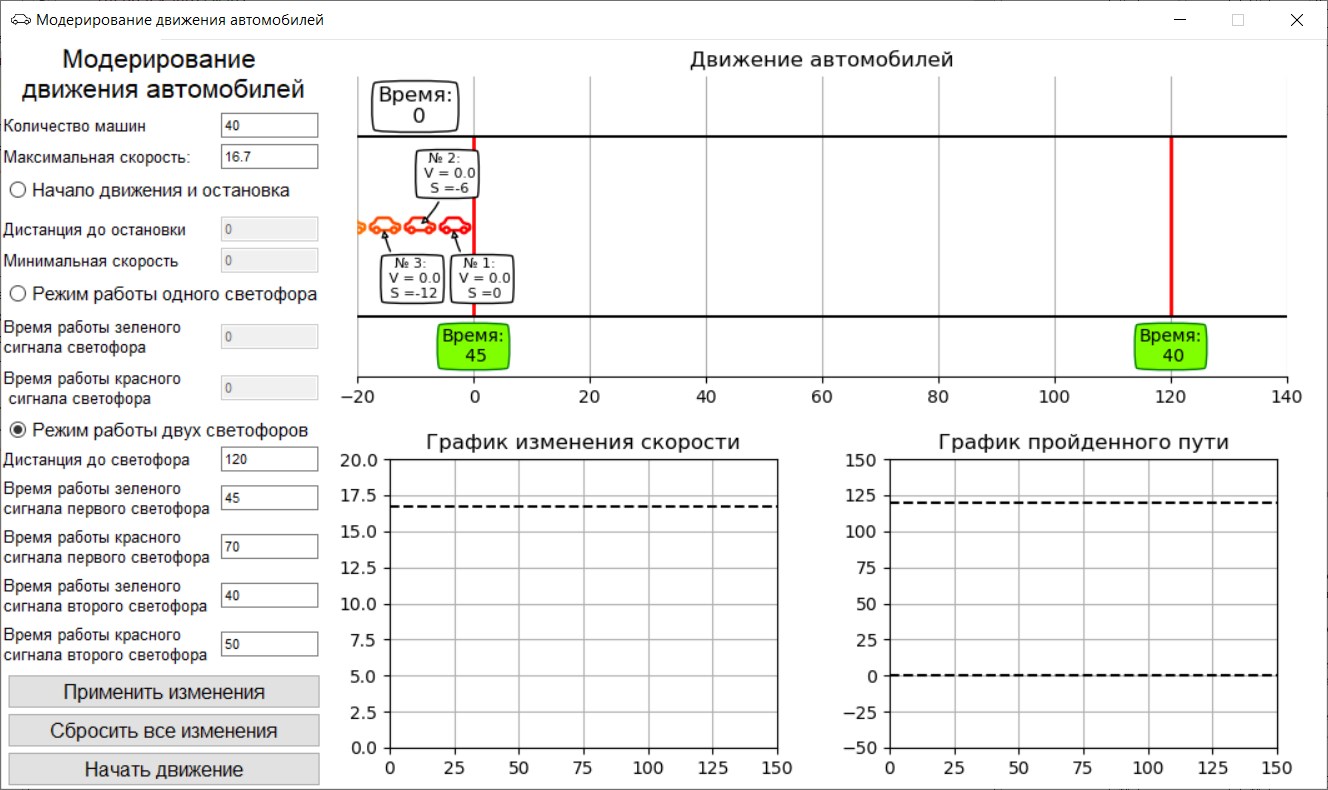 Модерирование движения автомобилей
Модерирование
движения автомобилей
Количество машин
40
Максимальная скорость:
16.7
Начало движения и остановка
Дистанция до остановки
0
Минимальная скорость
0
Режим работы одного светофора
Время работы зеленого
сигнала светофора
0
Время работы красного
сигнала светофора
0
Режим работы двух светофоров
Дистанция до светофора
120
Время работы зеленого
сигнала первого светофора
45
Время работы красного
сигнала первого светофора
70
Время работы зеленого
сигнала второго светофора
40
Время работы красного
сигнала второго светофора
50
Применить изменения
Сбросить все изменения
Начать движение
Движение автомобилей
Время:
0
№ 2:
V = 0.0
S =-6
№ 3:
V = 0.0
S =-12
№ 1:
V = 0.0
S =0
Время:
45
Время:
40
−20 0 20 40 60 80 100 120 140
График изменения скорости
20.0
17.5
15.0
12.5
10.0
7.5
5.0
2.5
0.0
0 25 50 75 100 125 150
График пройденного пути
150
125
100
75
50
25
0
−25
−50
0 25 50 75 100 125 150